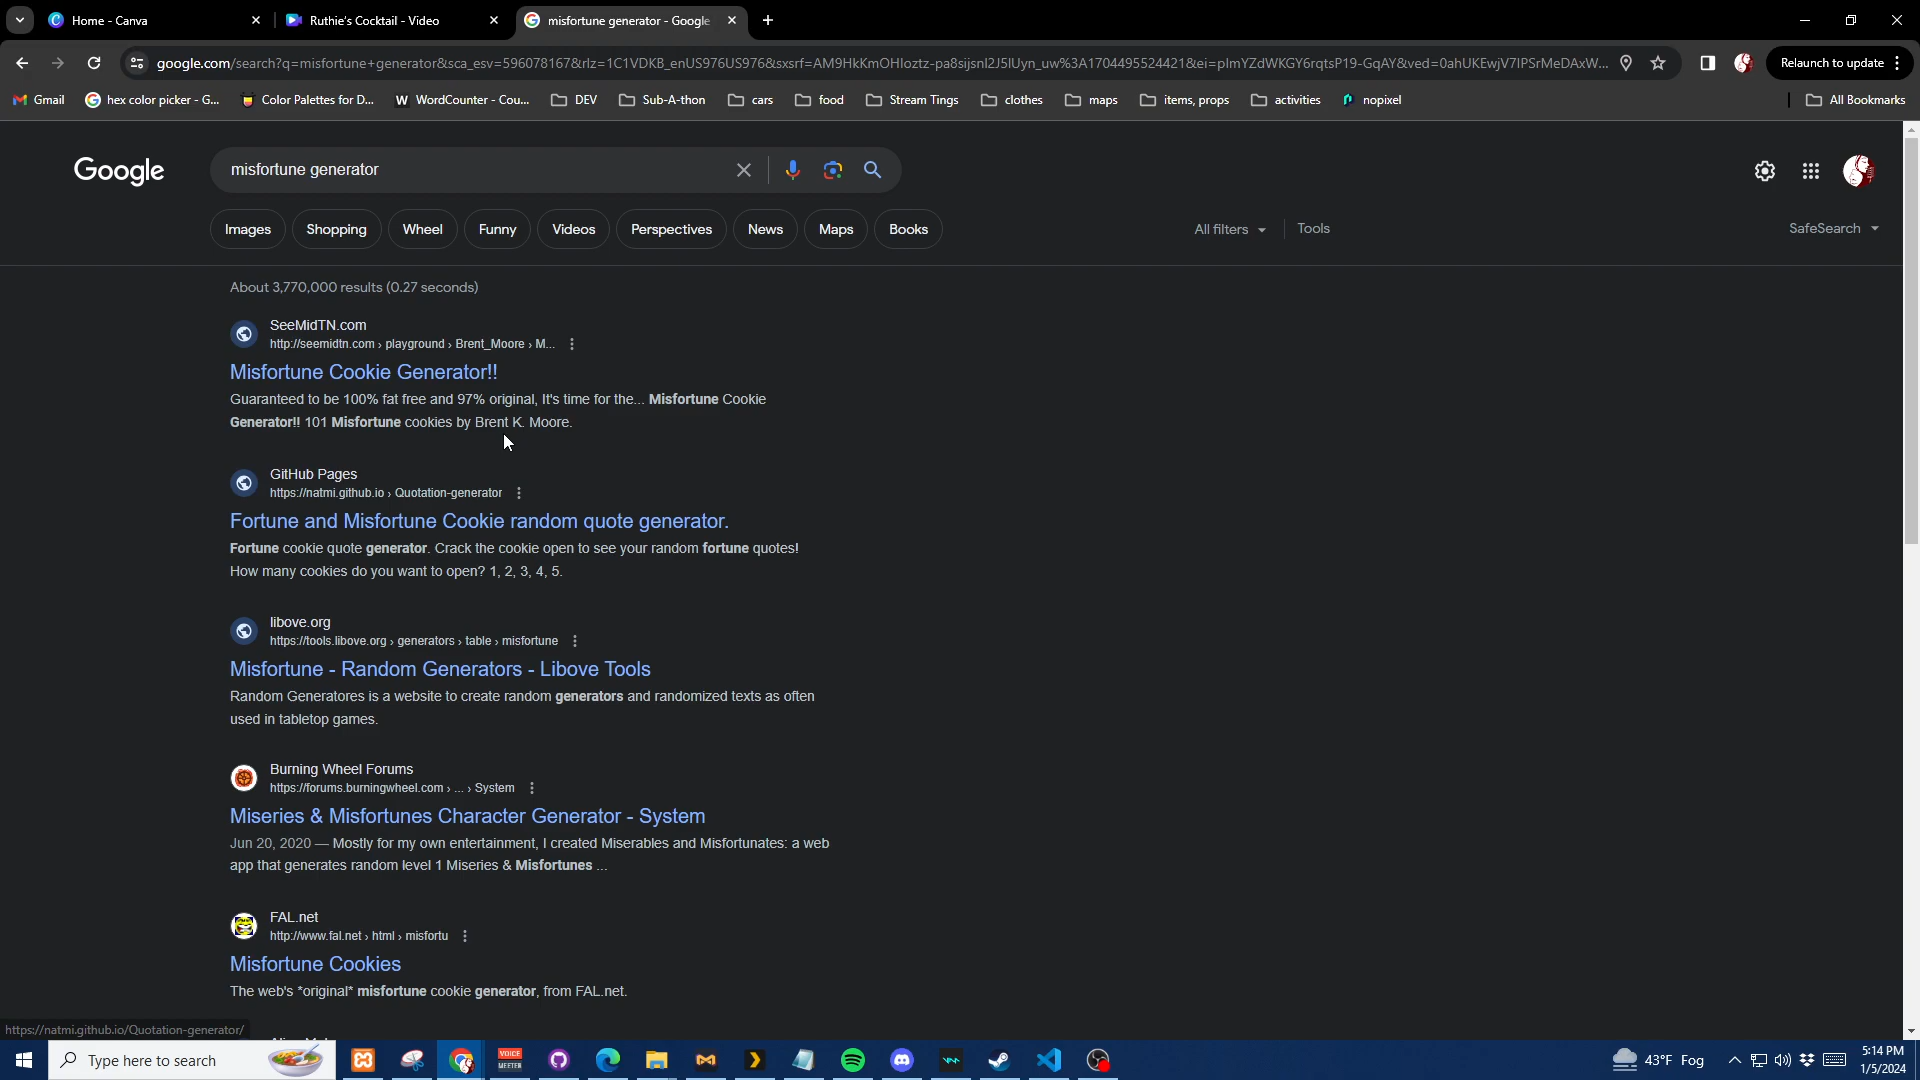 Home - Canva
Ruthie's Cocktail - Video
misfortune generator - Google
google.com/search?q=misfortune+generator&sca_esv=596078167&rlz=1C1VDKB_enUS976US976&sxsrf=AM9HkKmOHIoztz-pa8sijsnl2J5lUyn_uw%3A1704495524421&ei=plmYZdWKGY6rqtsP19-GqAY&ved=0ahUKEwjV7IPSrMeDAxW...
Relaunch to update
Gmail
hex color picker - G...
Color Palettes for D...
WordCounter - Cou...
DEV
Sub-A-thon
cars
food
Stream Tings
clothes
maps
items, props
activities
nopixel
All Bookmarks
Google
misfortune generator
Images
Shopping
Wheel
Funny
Videos
Perspectives
News
Maps
Books
All filters
Tools
SafeSearch
About 3,770,000 results (0.27 seconds)
SeeMidTN.com
http://seemidtn.com › playground › Brent_Moore › M...
Misfortune Cookie Generator!!
Guaranteed to be 100% fat free and 97% original, It's time for the... Misfortune Cookie
Generator!! 101 Misfortune cookies by Brent K. Moore.
GitHub Pages
https://natmi.github.io › Quotation-generator
Fortune and Misfortune Cookie random quote generator.
Fortune cookie quote generator. Crack the cookie open to see your random fortune quotes!
How many cookies do you want to open? 1, 2, 3, 4, 5.
libove.org
https://tools.libove.org › generators › table › misfortune
Misfortune - Random Generators - Libove Tools
Random Generatores is a website to create random generators and randomized texts as often
used in tabletop games.
Burning Wheel Forums
https://forums.burningwheel.com › ... › System
Miseries & Misfortunes Character Generator - System
Jun 20, 2020 — Mostly for my own entertainment, I created Miserables and Misfortunates: a web
app that generates random level 1 Miseries & Misfortunes ...
FAL.net
http://www.fal.net › html › misfortu
Misfortune Cookies
The web's *original* misfortune cookie generator, from FAL.net.
https://natmi.github.io/Quotation-generator/
Type here to search
VOICE
MEETER
43°F Fog
5:14 PM
1/5/2024